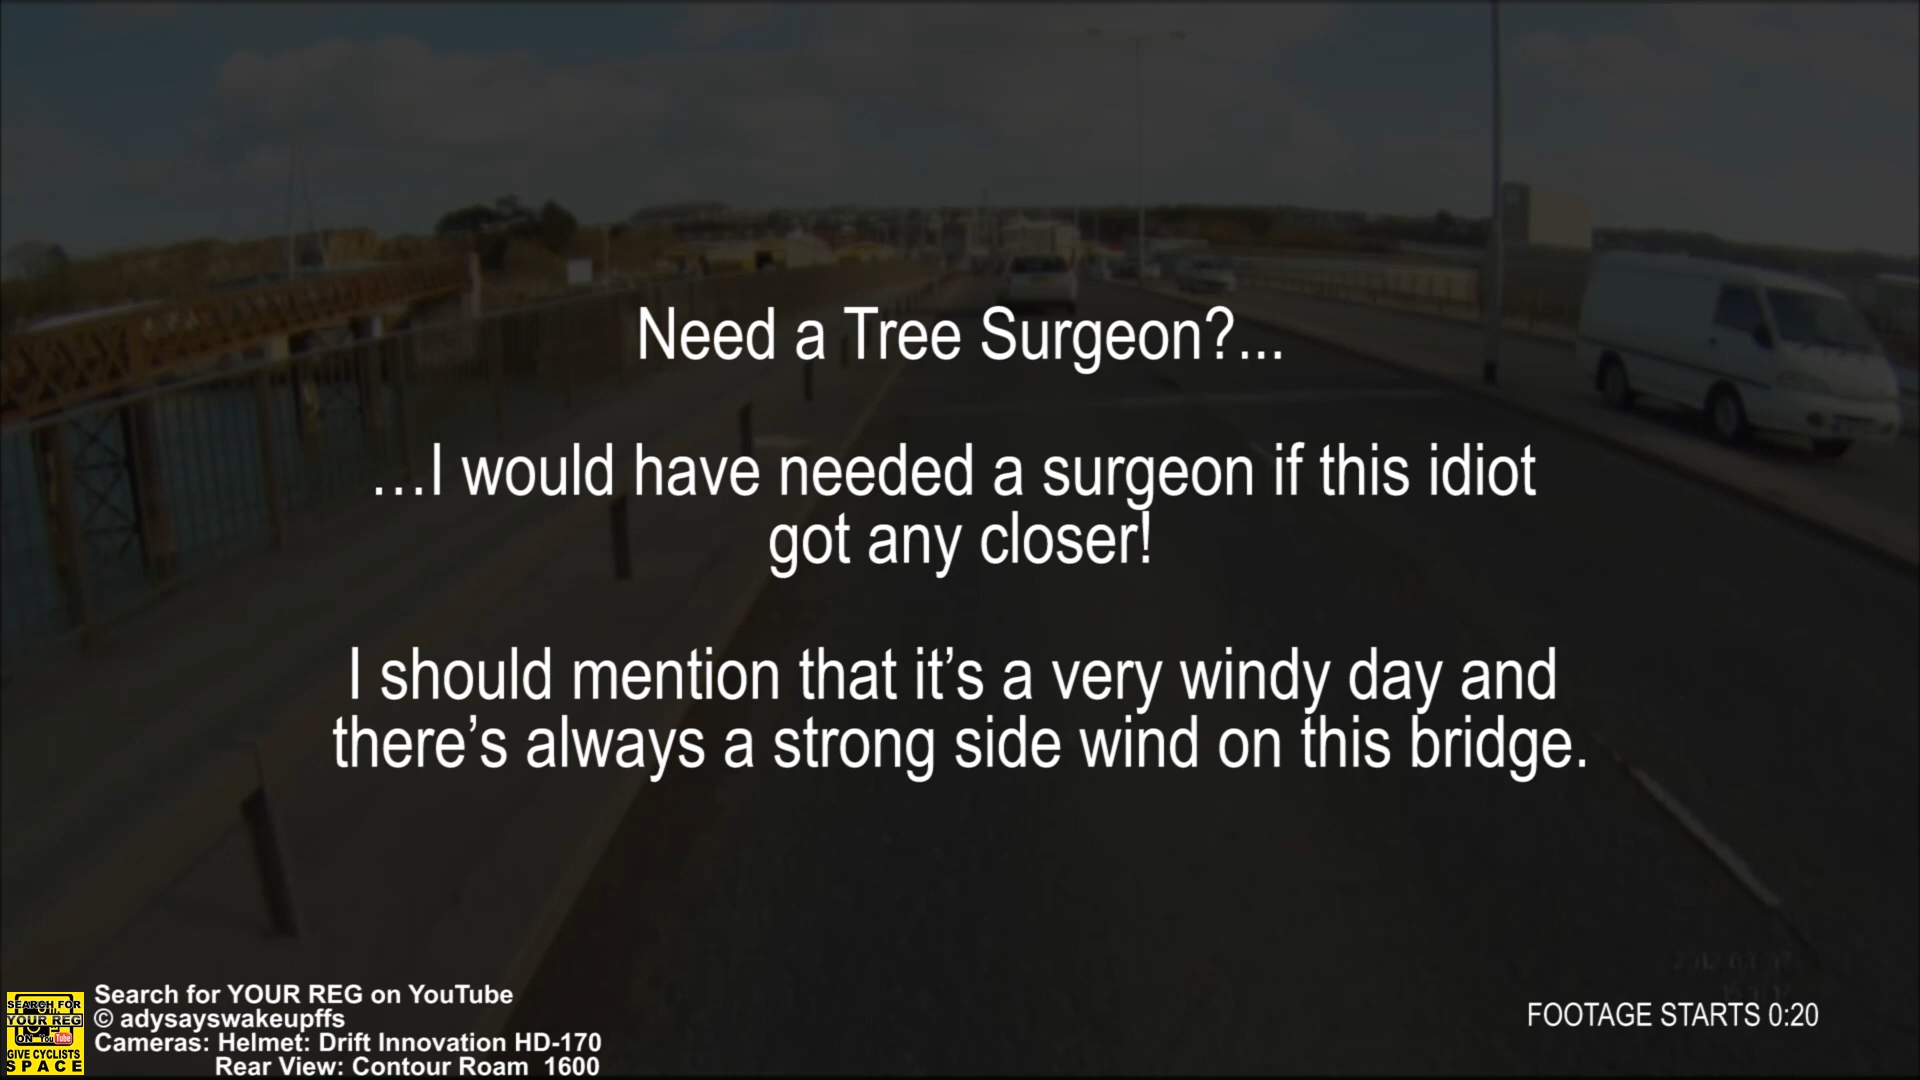 Need a Tree Surgeon?...
…I would have needed a surgeon if this idiot
got any closer!
I should mention that it’s a very windy day and
there’s always a strong side wind on this bridge.
Search for YOUR REG on YouTube
© adysayswakeupffs
Cameras: Helmet: Drift Innovation HD-170
Rear View: Contour Roam 1600
SEARCH FOR
YOUR REG
ON YouTube
GIVE CYCLISTS
SPACE
FOOTAGE STARTS 0:20